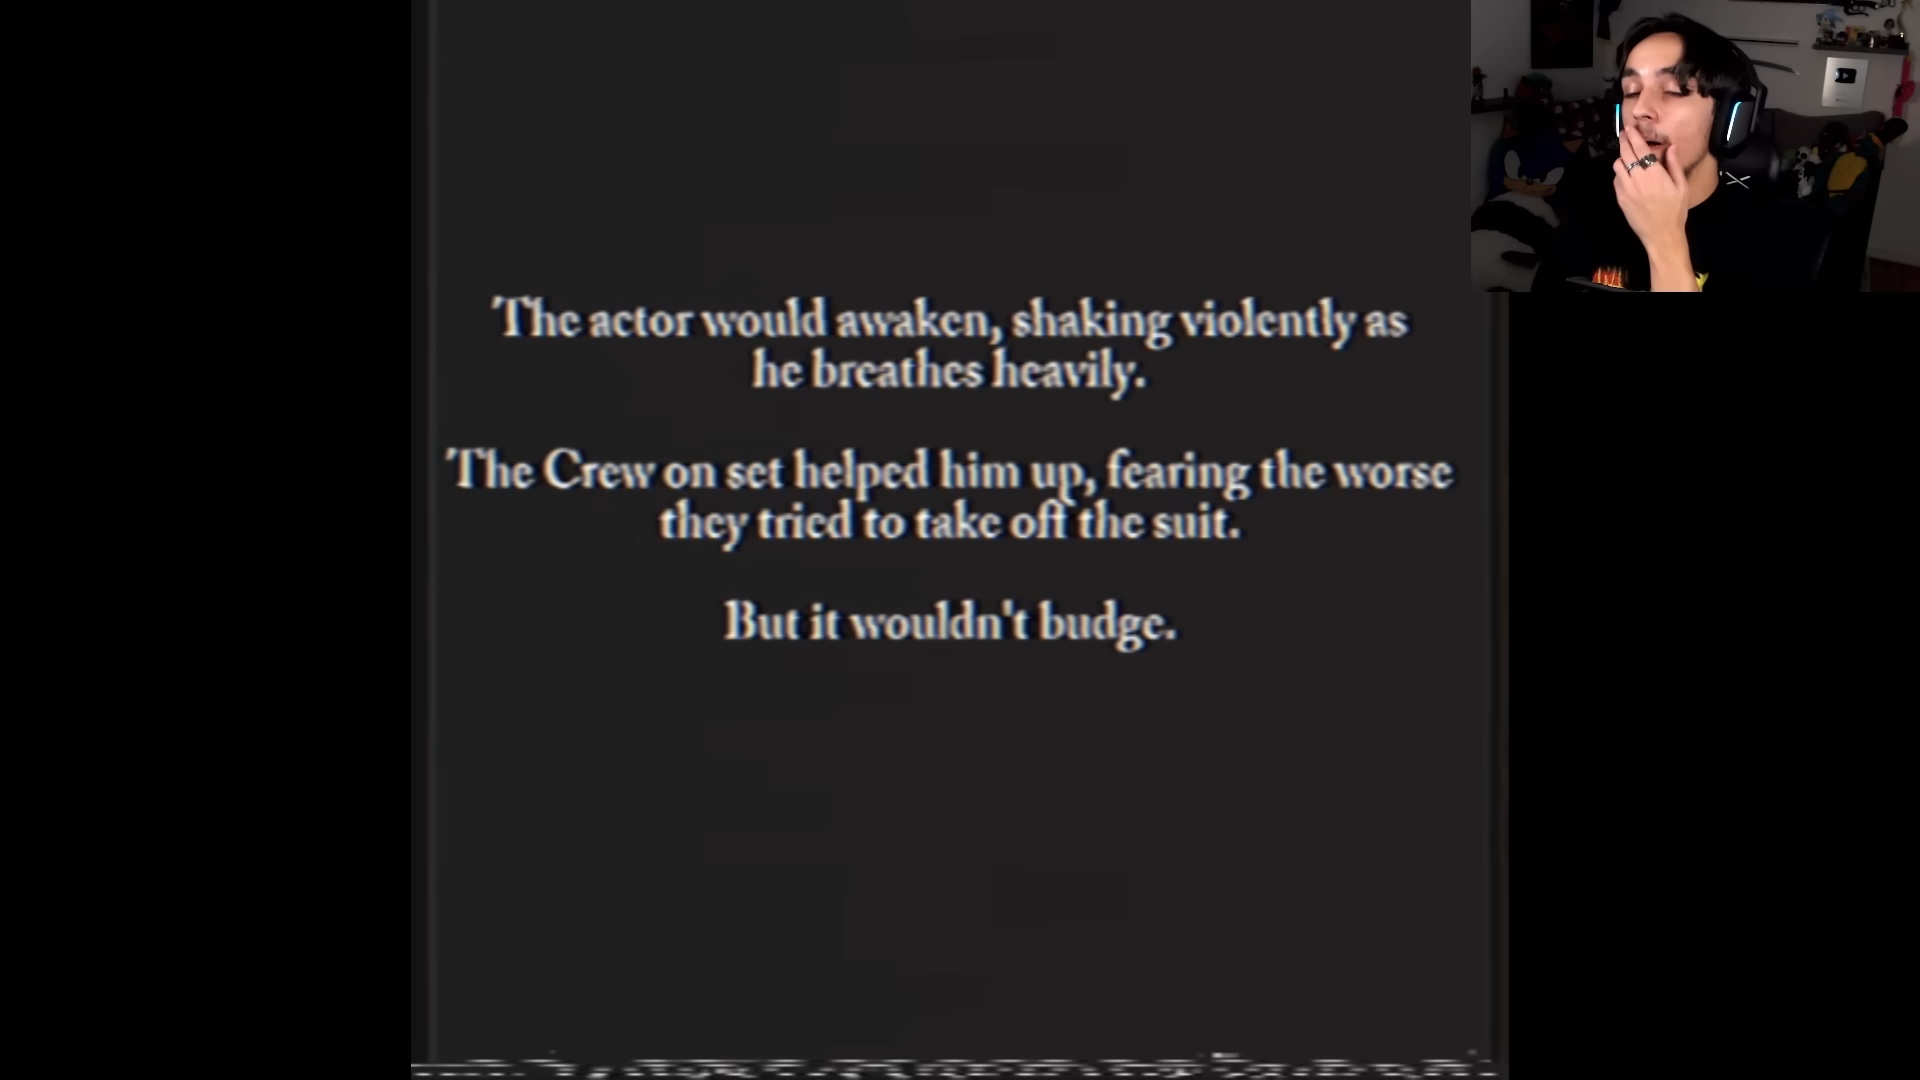 The actor would awaken, shaking violently as
he breathes heavily.
The Crew on set helped him up, fearing the worse
they tried to take off the suit.
But it wouldn't budge.